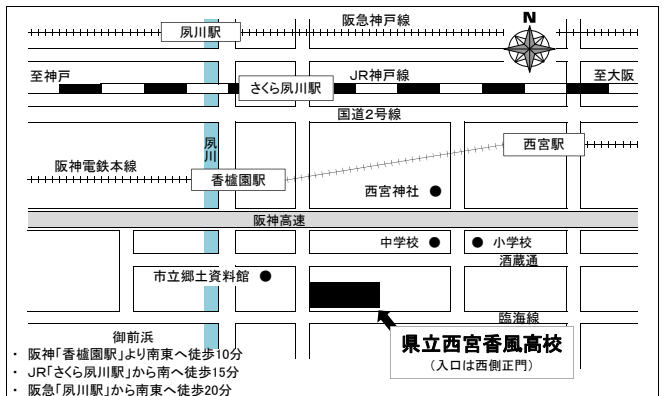 阪急神戸線
夙川駅
N
至神戸
JR神戸線
至大阪
さくら夙川駅
国道2号線
夙川
西宮駅
阪神電鉄本線
香櫨園駅
西宮神社
阪神高速
中学校
小学校
酒蔵通
市立郷土資料館
臨海線
御前浜
県立西宮香風高校
(入口は西側正門)
・ 阪神「香櫨園駅」より南東へ徒歩10分
・ JR「さくら夙川駅」から南へ徒歩15分
・ 阪急「夙川駅」から南東へ徒歩20分